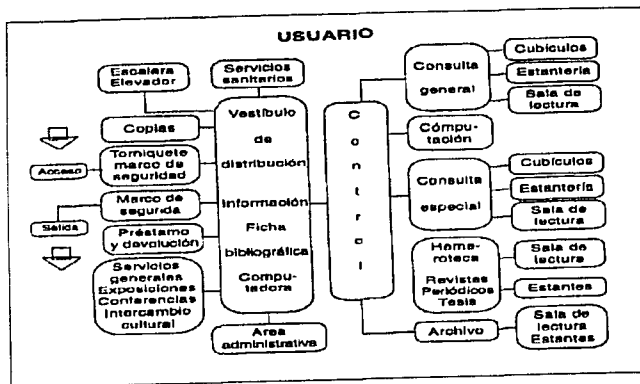 USUARIO
Escalera
Elevador
Servicios
sanitarios
Copias
Acceso
Torniquete
marco de
seguridad
Marco de
segurida
Salida
Préstamo
y devolución
Servicios
generales
Exposiciones
Conferencias
Intercambio
cultural
Vestíbulo
de
distribución
Información
Ficha
bibliográfica
Compu-
tadora
Area
administrativa
Control
Consulta
general
Cubículos
Estantería
Sala de
lectura
Cómpu-
tación
Consulta
especial
Cubículos
Estantería
Sala de
lectura
Heme-
roteca
Revistas
Periódicos
Tesis
Sala de
lectura
Estantes
Archivo
Sala de
lectura
Estantes